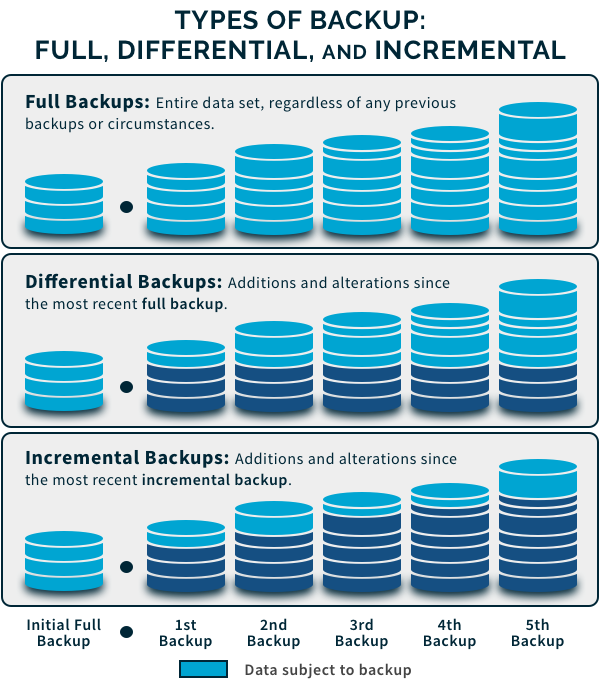 TYPES OF BACKUP:
FULL, DIFFERENTIAL, AND INCREMENTAL
Full Backups: Entire data set, regardless of any previous
backups or circumstances.
Differential Backups: Additions and alterations since
the most recent full backup.
Incremental Backups: Additions and alterations since
the most recent incremental backup.
Initial Full
Backup
1st
Backup
2nd
Backup
3rd
Backup
4th
Backup
5th
Backup
Data subject to backup